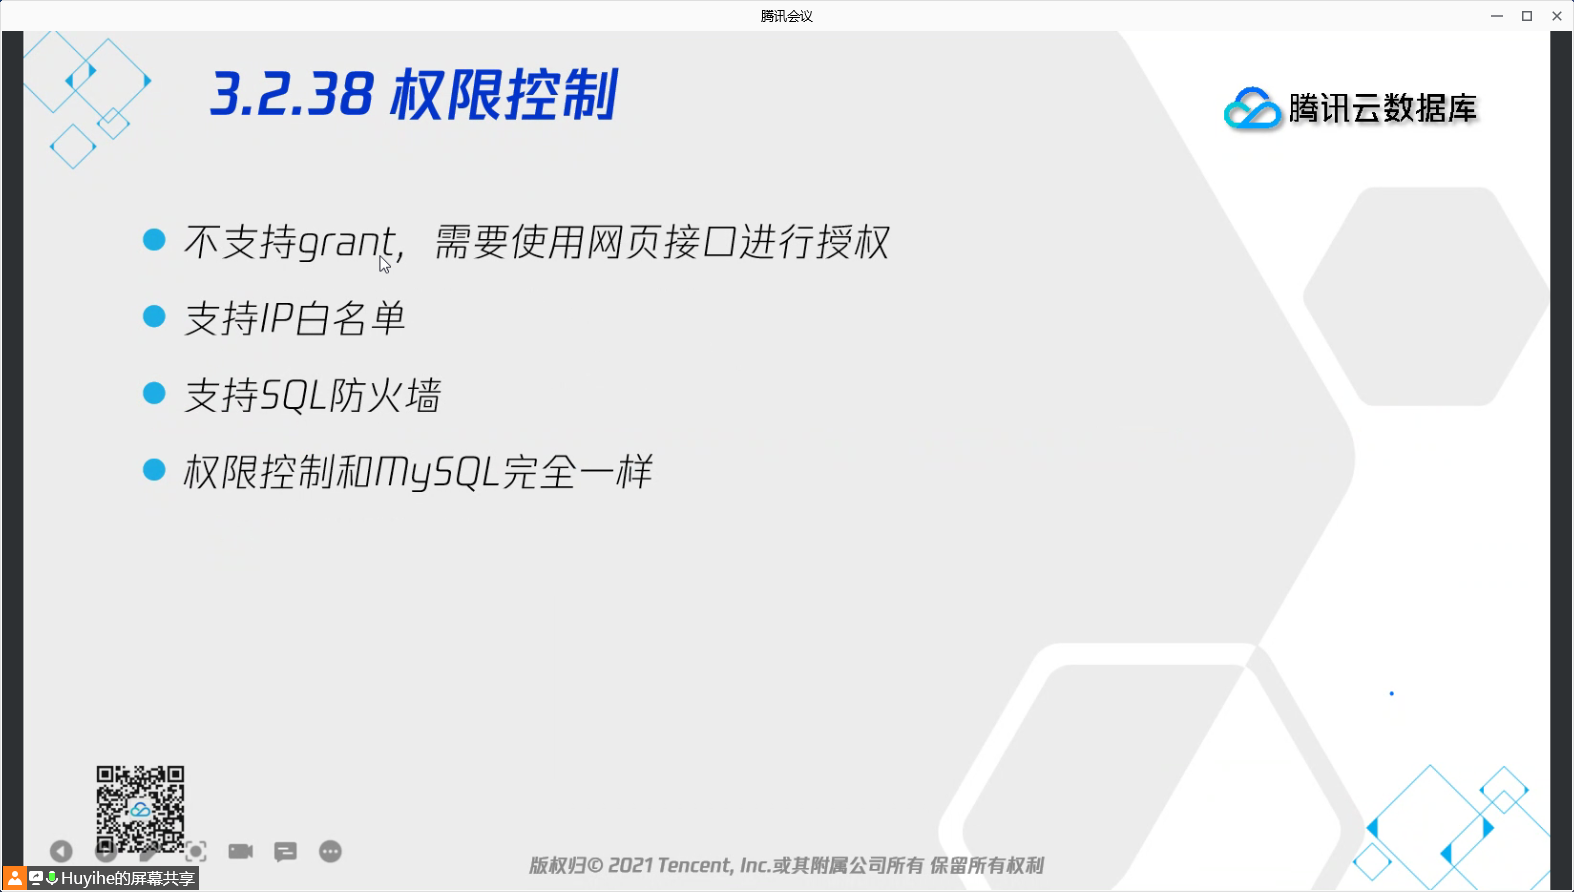 腾讯会议
3.2.38 权限控制
腾讯云数据库
不支持grant，需要使用网页接口进行授权
支持IP白名单
支持SQL防火墙
权限控制和MySQL完全一样
版权归© 2021 Tencent, Inc.或其附属公司所有 保留所有权利
Huyihe的屏幕共享